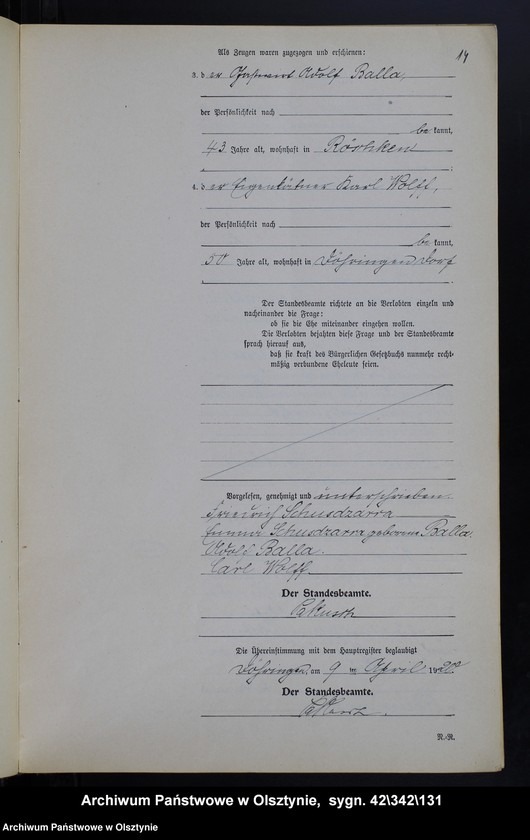 14
Als Zeugen waren zugezogen und erschienen:
3. der Gastwirt Adolf Balla,
der Persönlichkeit nach
bekannt,
43 Jahre alt, wohnhaft in Röschken
4. der Eigenkätner Karl Wolff,
der Persönlichkeit nach
bekannt,
50 Jahre alt, wohnhaft in Döhringen Dorf
Der Standesbeamte richtete an die Verlobten einzeln und
nacheinander die Frage:
ob sie die Ehe miteinander eingehen wollen.
Die Verlobten bejahten diese Frage und der Standesbeamte
sprach hierauf aus,
daß sie kraft des Bürgerlichen Gesetzbuchs nunmehr recht-
mäßig verbundene Eheleute seien.
Vorgelesen, genehmigt und unterschrieben
Friedrich Schusdzarra
Schusdzarra geborene Balla.
Adolf Balla.
Carl Wolff
Der Standesbeamte.
Die Übereinstimmung mit dem Hauptregister beglaubigt
Döhringen, am 9 ten April 1920
Der Standesbeamte.
N.-R.
Archiwum Państwowe w Olsztynie, sygn. 42\342\131
Archiwum Państwowe w Olsztynie